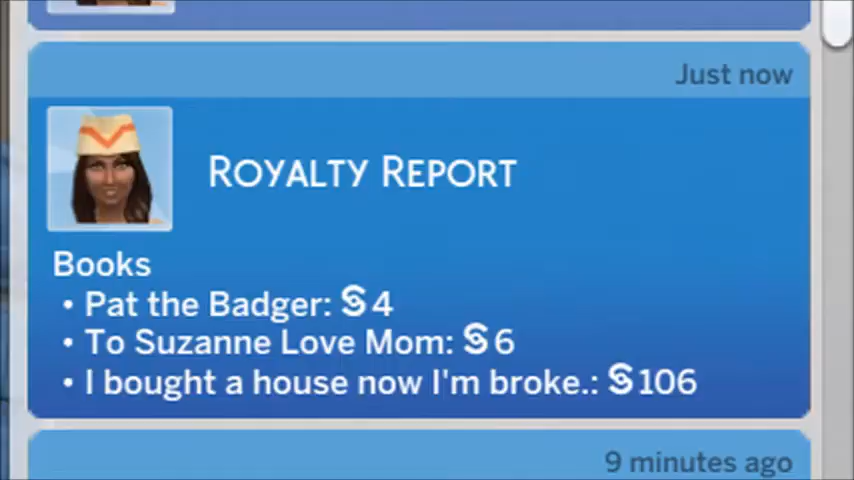 Just now
ROYALTY REPORT
Books
• Pat the Badger: §4
• To Suzanne Love Mom: §6
• I bought a house now I'm broke.: §106
9 minutes ago